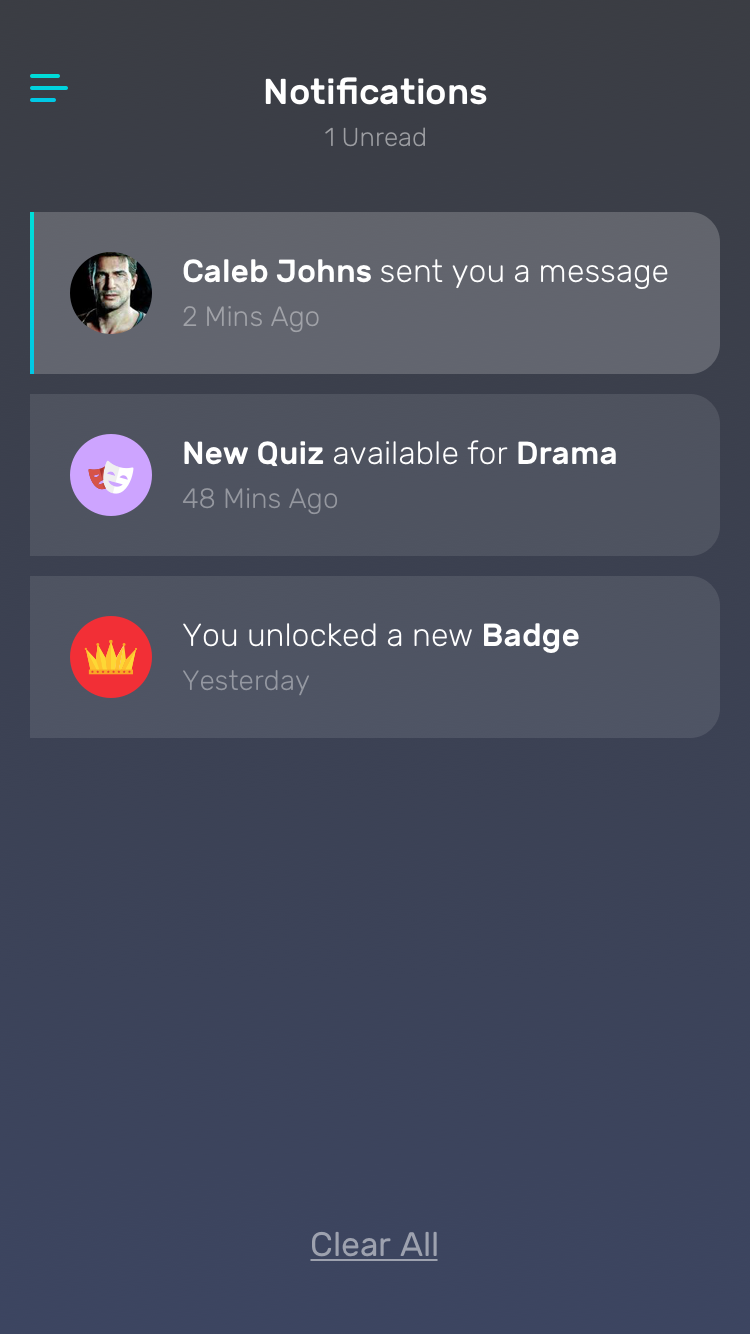 Notifications
1 Unread
Caleb Johns sent you a message
2 Mins Ago
New Quiz available for Drama
48 Mins Ago
You unlocked a new Badge
Yesterday
Clear All